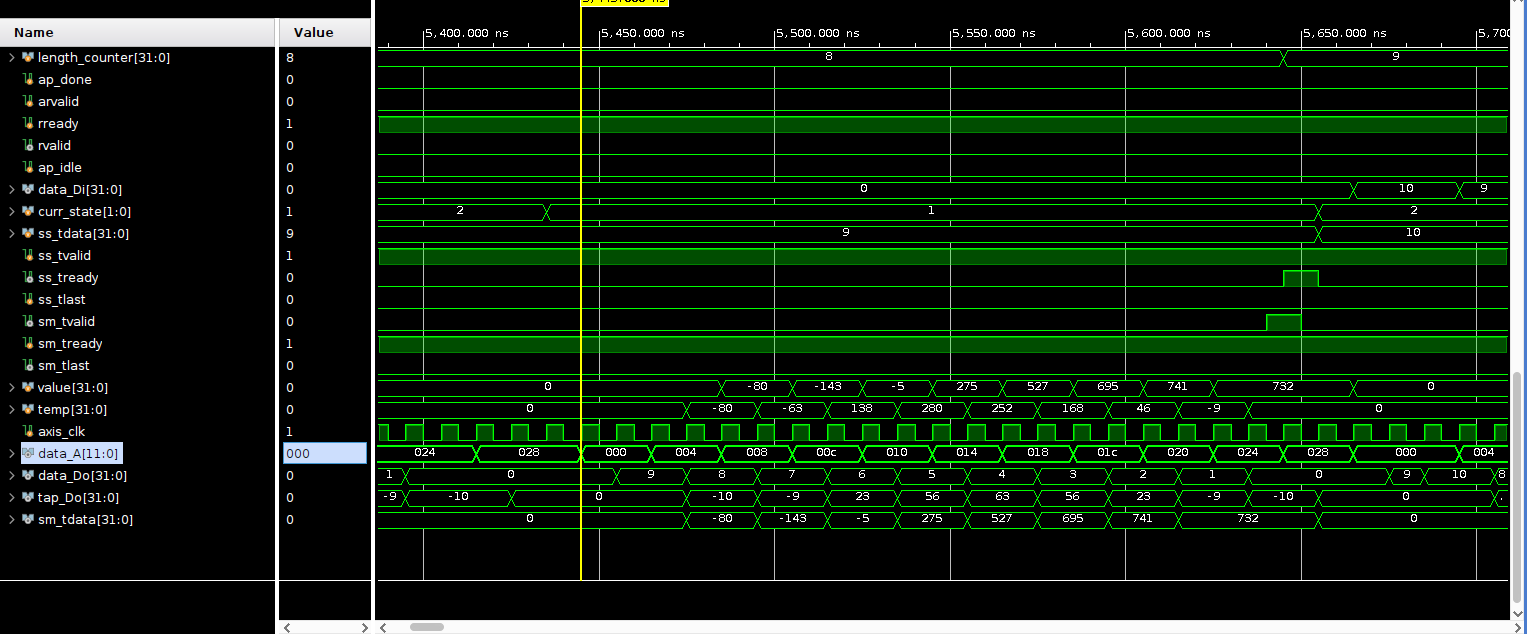 Name Value 5,400.000 ns 5,450.000 ns 5,500.000 ns 5,550.000 ns 5,600.000 ns 5,650.000 ns 5,700
length_counter[31:0] 8 8 9
ap_done 0
arvalid 0
rready 1
rvalid 0
ap_idle 0
data_Di[31:0] 0 0 10 9
curr_state[1:0] 1 2 1 2
ss_tdata[31:0] 9 9 10
ss_tvalid 1
ss_tready 0
ss_tlast 0
sm_tvalid 0
sm_tready 1
sm_tlast 0
value[31:0] 0 0 -80 -143 -5 275 527 695 741 732 0
temp[31:0] 0 0 -80 -63 138 280 252 168 46 -9 0
axis_clk 1
data_A[11:0] 000 024 028 000 004 008 00c 010 014 018 01c 020 024 028 000 004
data_Do[31:0] 0 1 0 9 8 7 6 5 4 3 2 1 0 9 10 8
tap_Do[31:0] 0 -9 -10 0 -10 -9 23 56 63 56 23 -9 -10 0
sm_tdata[31:0] 0 0 -80 -143 -5 275 527 695 741 732 0